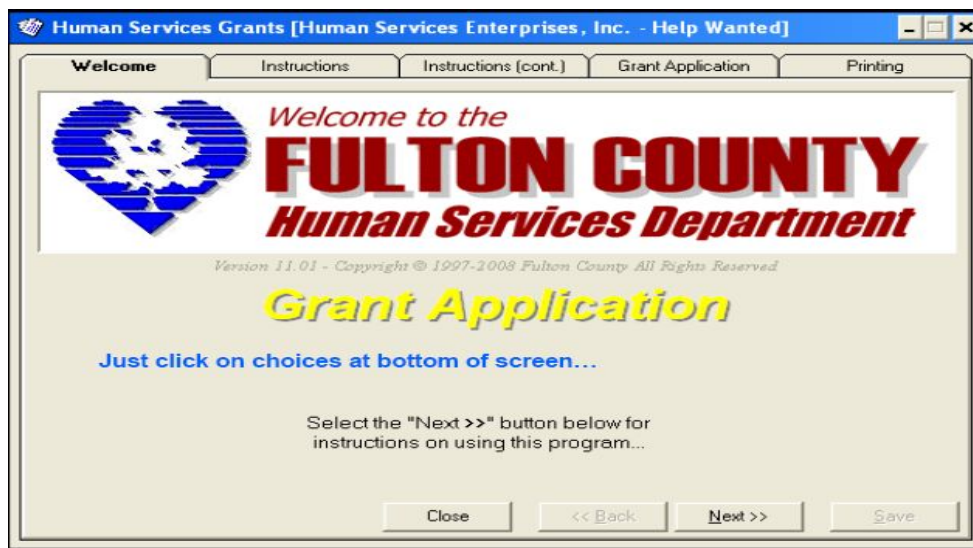 Human Services Grants [Human Services Enterprises, Inc. - Help Wanted]
Welcome
Instructions
Instructions (cont.)
Grant Application
Printing
Welcome to the
FULTON COUNTY
Human Services Department
Version 11.01 - Copyright © 1997-2008 Fulton County All Rights Reserved
Grant Application
Just click on choices at bottom of screen...
Select the "Next >>" button below for
instructions on using this program...
Close
<< Back
Next >>
Save